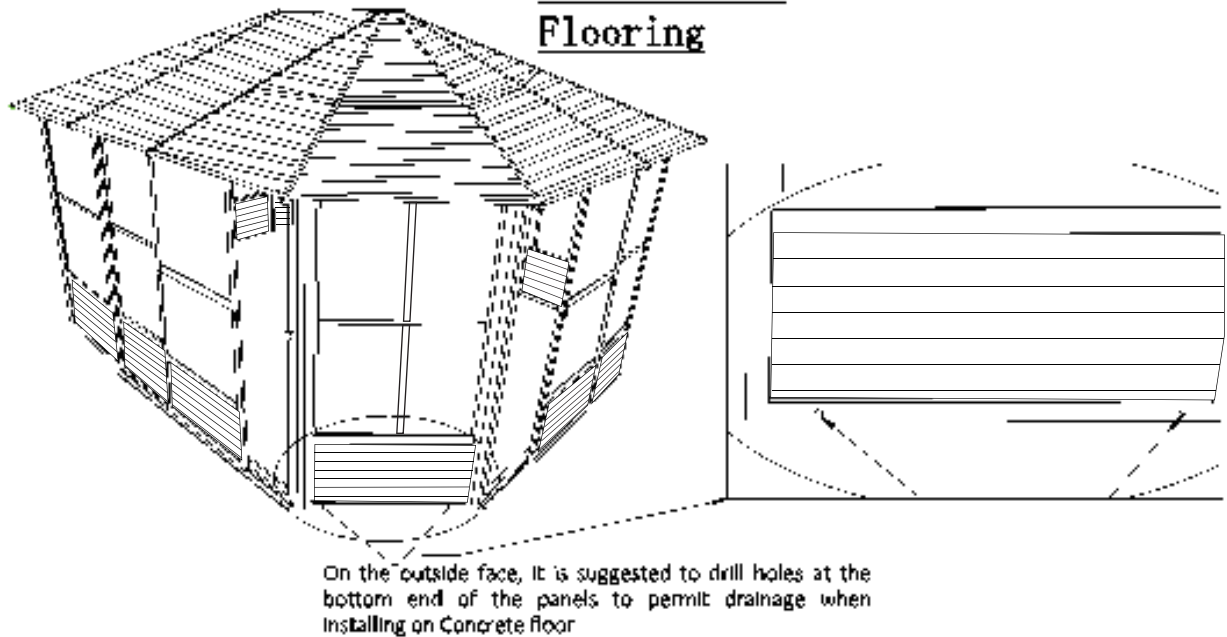 Flooring
On the outside face, it is suggested to drill holes at the
bottom end of the panels to permit drainage when
installing on Concrete floor